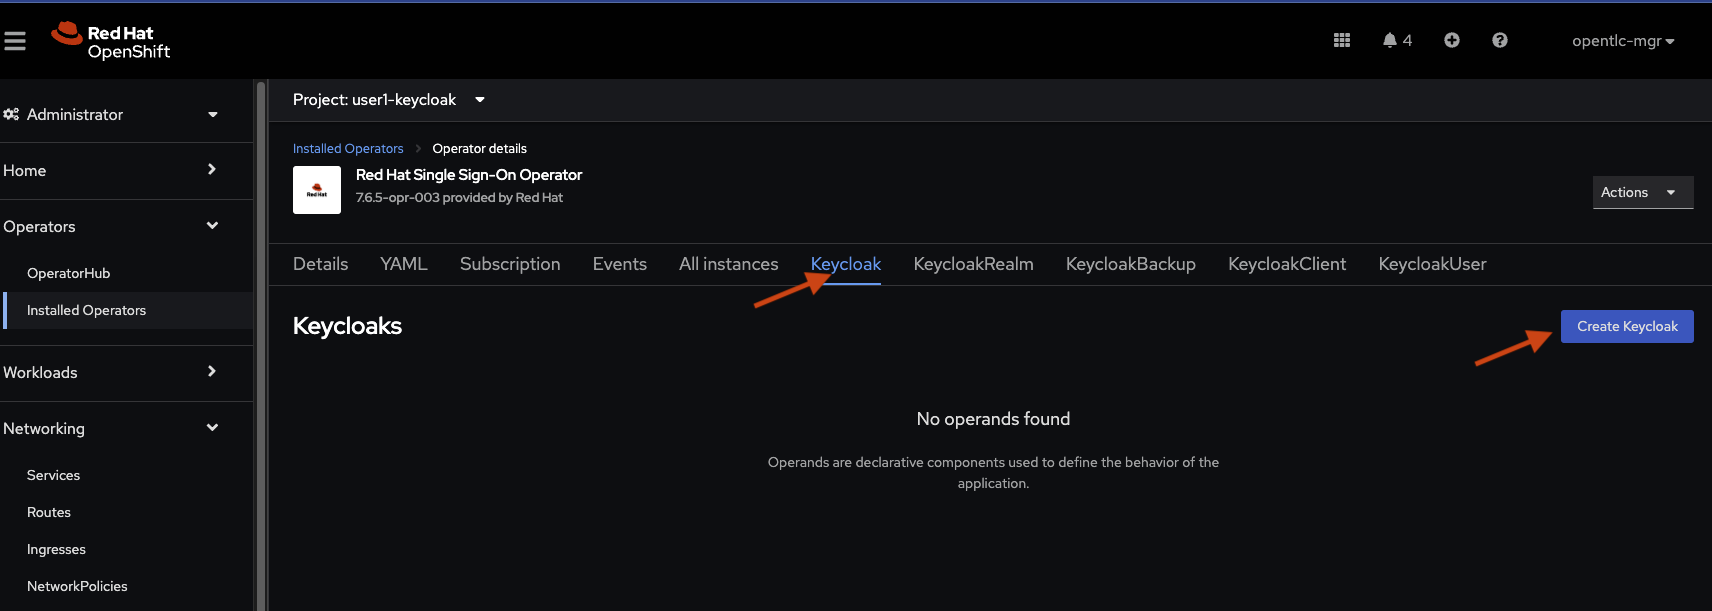 Red Hat
OpenShift
4
opentlc-mgr
Administrator
Home
Operators
OperatorHub
Installed Operators
Workloads
Networking
Services
Routes
Ingresses
NetworkPolicies
Project: user1-keycloak
Installed Operators Operator details
Red Hat
Red Hat Single Sign-On Operator
7.6.5-opr-003 provided by Red Hat
Actions
Details YAML Subscription Events All instances Keycloak KeycloakRealm KeycloakBackup KeycloakClient KeycloakUser
Keycloaks
Create Keycloak
No operands found
Operands are declarative components used to define the behavior of the
application.